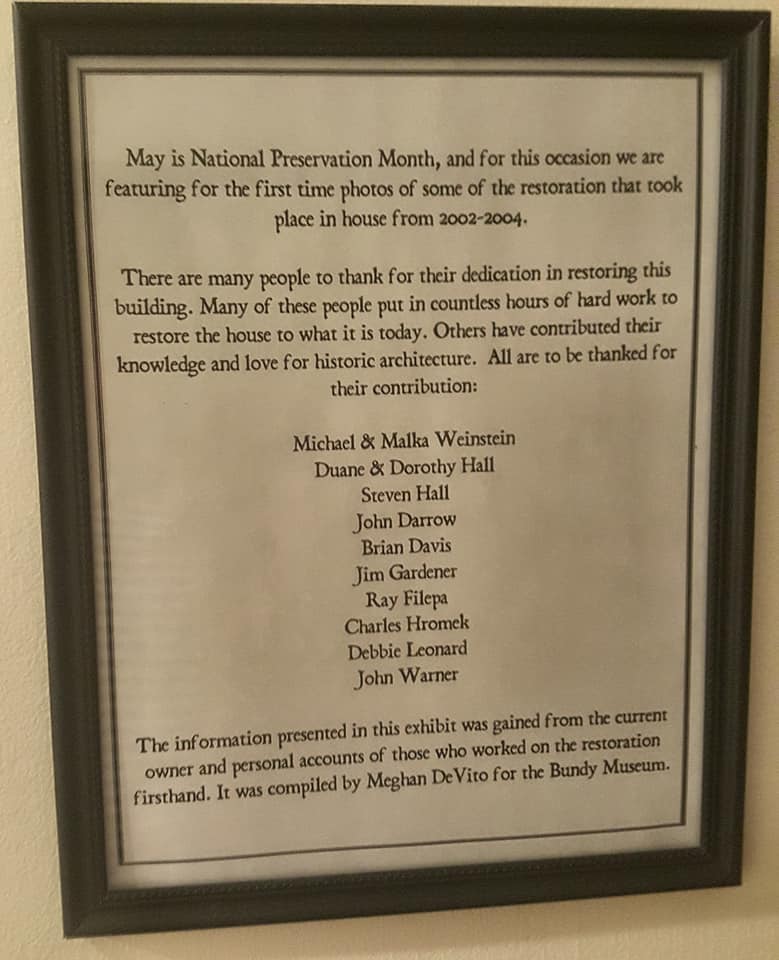 May is National Preservation Month, and for this occasion we are
featuring for the first time photos of some of the restoration that took
place in house from 2002-2004.
There are many people to thank for their dedication in restoring this
building. Many of these people put in countless hours of hard work to
restore the house to what it is today. Others have contributed their
knowledge and love for historic architecture. All are to be thanked for
their contribution:
Michael & Malka Weinstein
Duane & Dorothy Hall
Steven Hall
John Darrow
Brian Davis
Jim Gardener
Ray Filepa
Charles Hromek
Debbie Leonard
John Warner
The information presented in this exhibit was gained from the current
owner and personal accounts of those who worked on the restoration
firsthand. It was compiled by Meghan DeVito for the Bundy Museum.